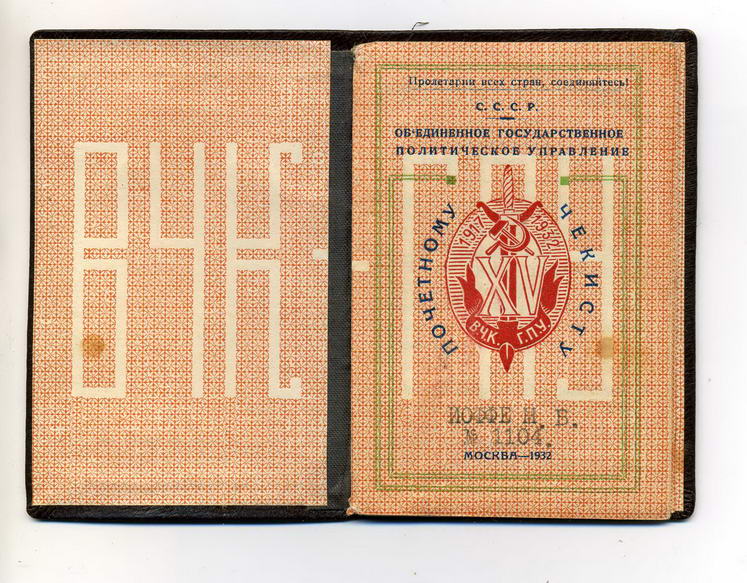 ВЧК-ГПУ
Пролетарии всех стран, соединяйтесь!
С. С. С. Р.
ОБ'ЕДИНЕННОЕ ГОСУДАРСТВЕННОЕ
ПОЛИТИЧЕСКОЕ УПРАВЛЕНИЕ
ПОЧЕТНОМУ ЧЕКИСТУ
1917 1932
XV
ВЧК ГПУ
ИОФФЕ И. Б.
№ 1104.
МОСКВА—1932